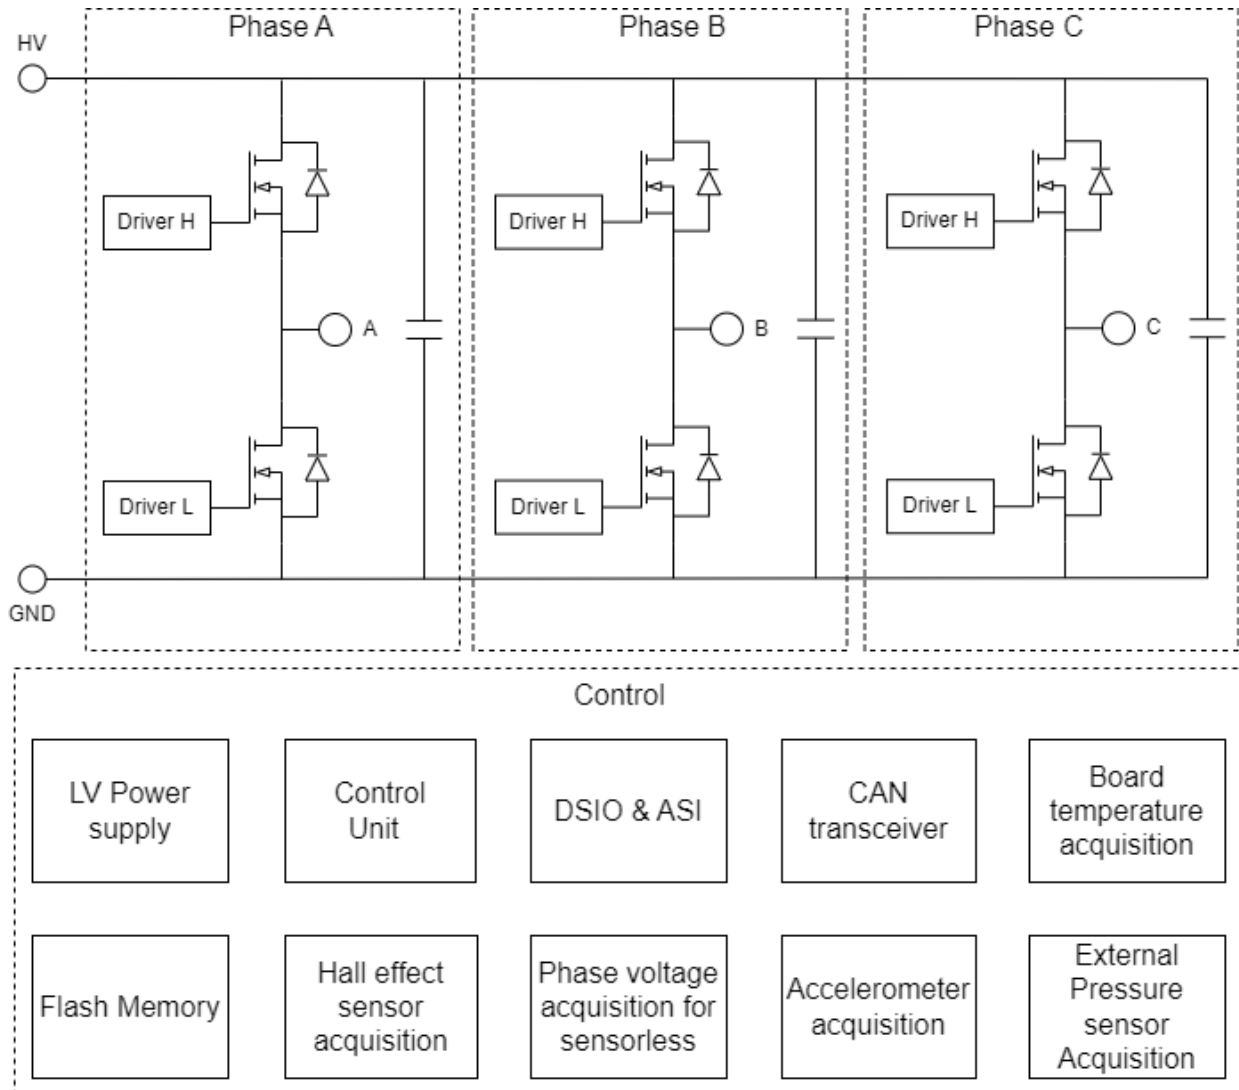 Phase A
Phase B
Phase C
HV
Driver H
Driver H
Driver H
A
B
C
Driver L
Driver L
Driver L
GND
Control
LV Power
supply
Control
Unit
DSIO & ASI
CAN
transceiver
Board
temperature
acquisition
Flash Memory
Hall effect
sensor
acquisition
Phase voltage
acquisition for
sensorless
Accelerometer
acquisition
External
Pressure
sensor
Acquisition